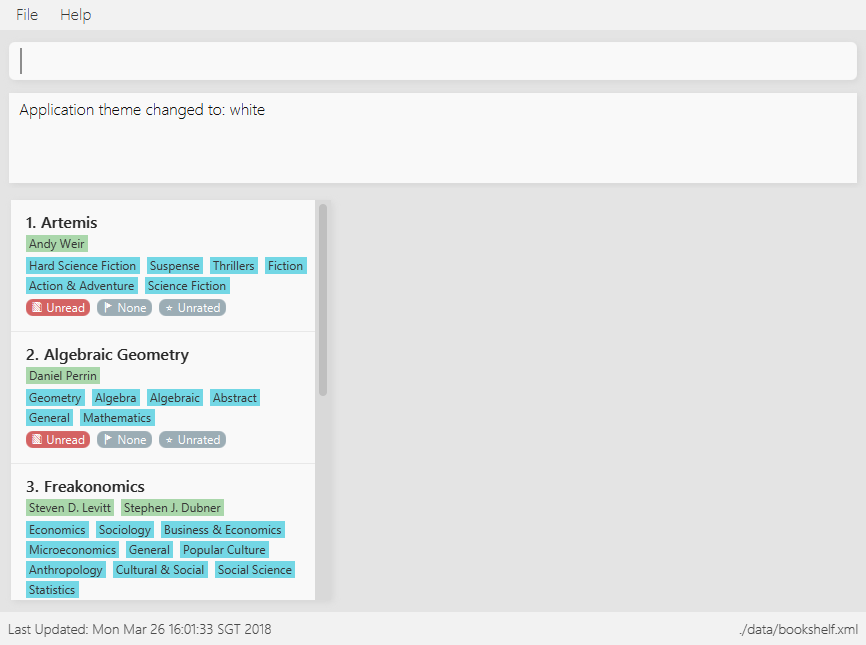 File Help
Application theme changed to: white
1. Artemis
Andy Weir
Hard Science Fiction Suspense Thrillers Fiction
Action & Adventure Science Fiction
Unread None Unrated
2. Algebraic Geometry
Daniel Perrin
Geometry Algebra Algebraic Abstract
General Mathematics
Unread None Unrated
3. Freakonomics
Steven D. Levitt Stephen J. Dubner
Economics Sociology Business & Economics
Microeconomics General Popular Culture
Anthropology Cultural & Social Social Science
Statistics
Last Updated: Mon Mar 26 16:01:33 SGT 2018 ./data/bookshelf.xml